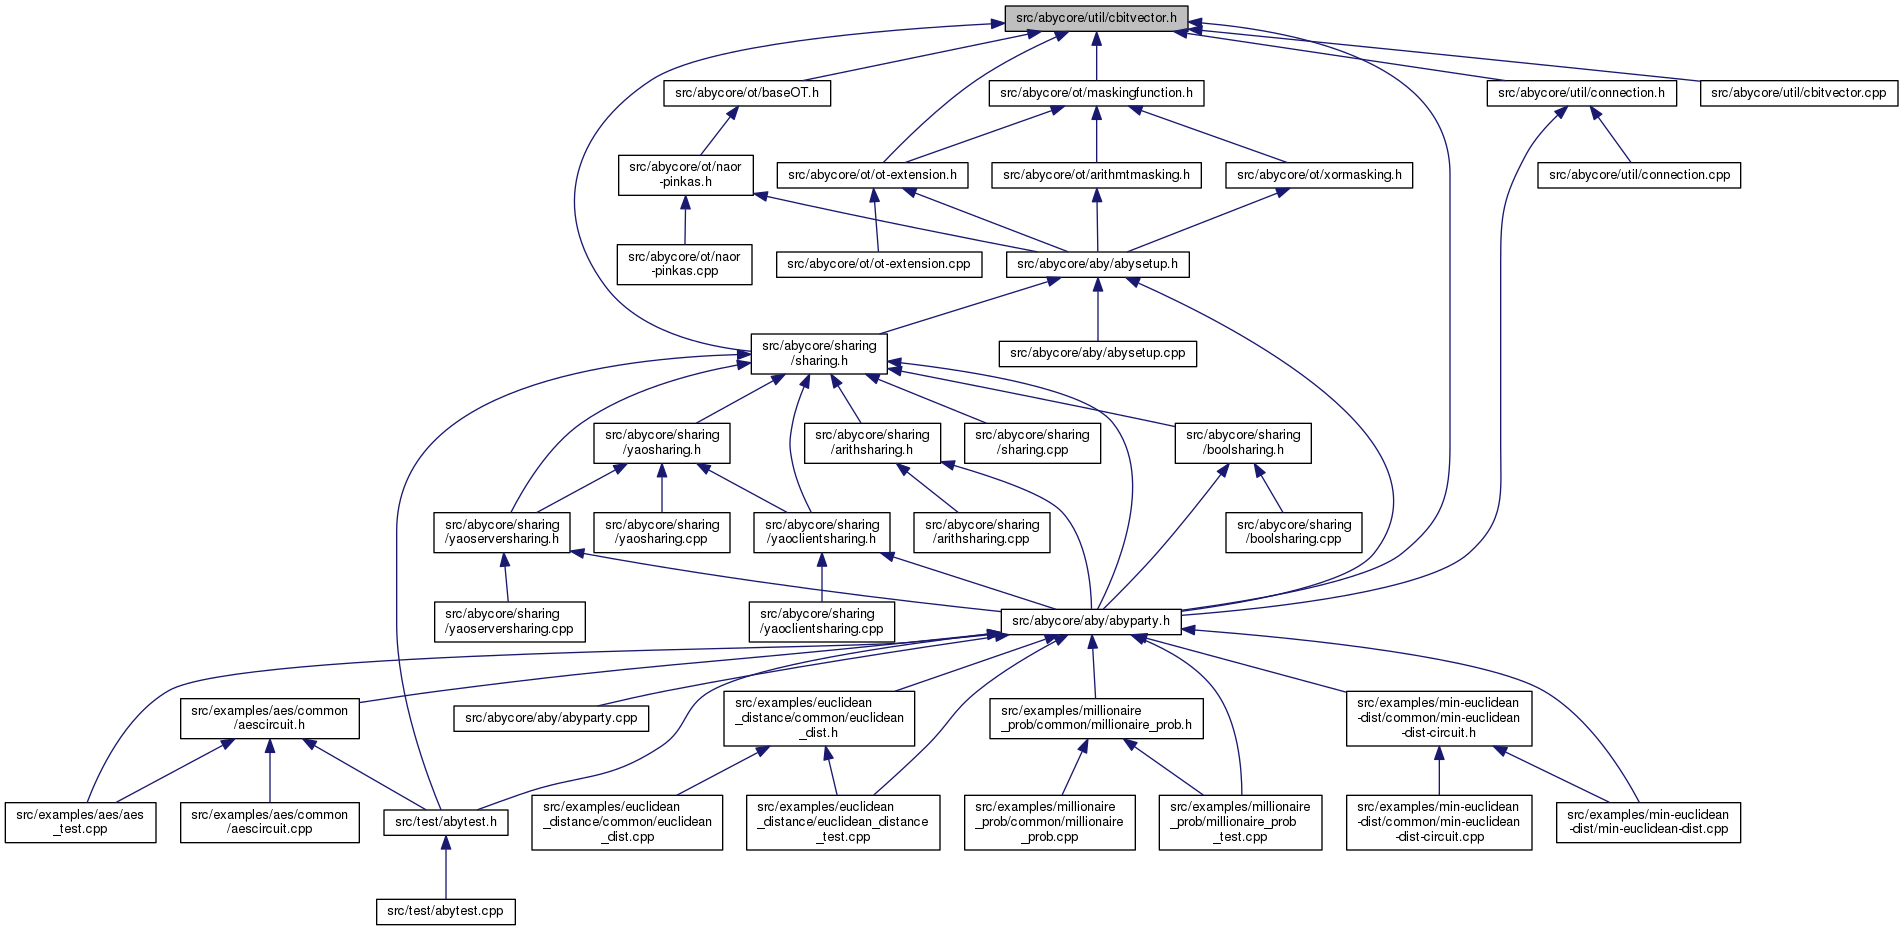 src/abycore/util/cbitvector.h
src/abycore/ot/baseOT.h
src/abycore/ot/maskingfunction.h
src/abycore/util/connection.h
src/abycore/util/cbitvector.cpp
src/abycore/ot/naor
-pinkas.h
src/abycore/ot/ot-extension.h
src/abycore/ot/arithmtmasking.h
src/abycore/ot/xormasking.h
src/abycore/util/connection.cpp
src/abycore/ot/naor
-pinkas.cpp
src/abycore/ot/ot-extension.cpp
src/abycore/aby/abysetup.h
src/abycore/sharing
/sharing.h
src/abycore/aby/abysetup.cpp
src/abycore/sharing
/yaosharing.h
src/abycore/sharing
/arithsharing.h
src/abycore/sharing
/sharing.cpp
src/abycore/sharing
/boolsharing.h
src/abycore/sharing
/yaoserversharing.h
src/abycore/sharing
/yaosharing.cpp
src/abycore/sharing
/yaoclientsharing.h
src/abycore/sharing
/arithsharing.cpp
src/abycore/sharing
/boolsharing.cpp
src/abycore/sharing
/yaoserversharing.cpp
src/abycore/sharing
/yaoclientsharing.cpp
src/abycore/aby/abyparty.h
src/examples/aes/common
/aescircuit.h
src/abycore/aby/abyparty.cpp
src/examples/euclidean
_distance/common/euclidean
_dist.h
src/examples/millionaire
_prob/common/millionaire_prob.h
src/examples/min-euclidean
-dist/common/min-euclidean
-dist-circuit.h
src/examples/aes/aes
_test.cpp
src/examples/aes/common
/aescircuit.cpp
src/test/abytest.h
src/examples/euclidean
_distance/common/euclidean
_dist.cpp
src/examples/euclidean
_distance/euclidean_distance
_test.cpp
src/examples/millionaire
_prob/common/millionaire
_prob.cpp
src/examples/millionaire
_prob/millionaire_prob
_test.cpp
src/examples/min-euclidean
-dist/common/min-euclidean
-dist-circuit.cpp
src/examples/min-euclidean
-dist/min-euclidean-dist.cpp
src/test/abytest.cpp